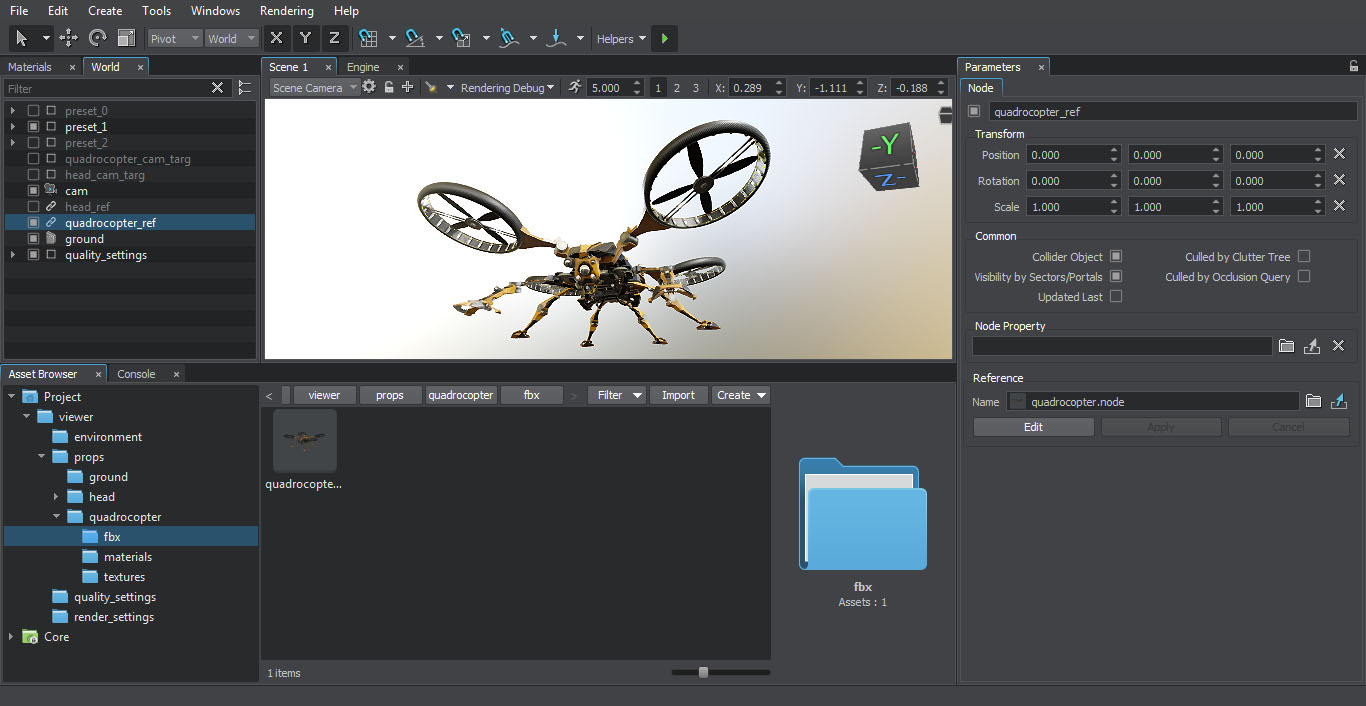 File Edit Create Tools Windows Rendering Help
Pivot World X Y Z Helpers
Materials × World ×
Filter
preset_0
preset_1
preset_2
quadrocopter_cam_targ
head_cam_targ
cam
head_ref
quadrocopter_ref
ground
quality_settings
Scene 1 × Engine ×
Scene Camera Rendering Debug 5.000 1 2 3 X: 0.289 Y: -1.111 Z: -0.188
-Y
Z-
Parameters ×
Node
quadrocopter_ref
Transform
Position 0.000 0.000 0.000
Rotation 0.000 0.000 0.000
Scale 1.000 1.000 1.000
Common
Collider Object Culled by Clutter Tree
Visibility by Sectors/Portals Culled by Occlusion Query
Updated Last
Node Property
Reference
Name quadrocopter.node
Edit Apply Cancel
Asset Browser × Console ×
Project
viewer
environment
props
ground
head
quadrocopter
fbx
materials
textures
quality_settings
render_settings
Core
< viewer props quadrocopter fbx > Filter Import Create
quadrocopte...
1 items
fbx
Assets : 1